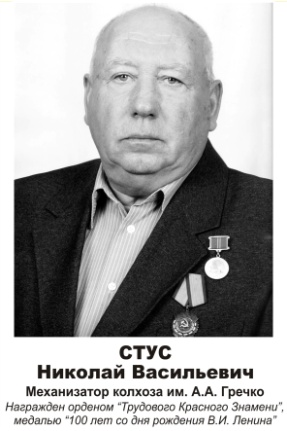 СТУС
Николай Васильевич
Механизатор колхоза им. А.А. Гречко
Награжден орденом “Трудового Красного Знамени”,
медалью “100 лет со дня рождения В.И. Ленина”